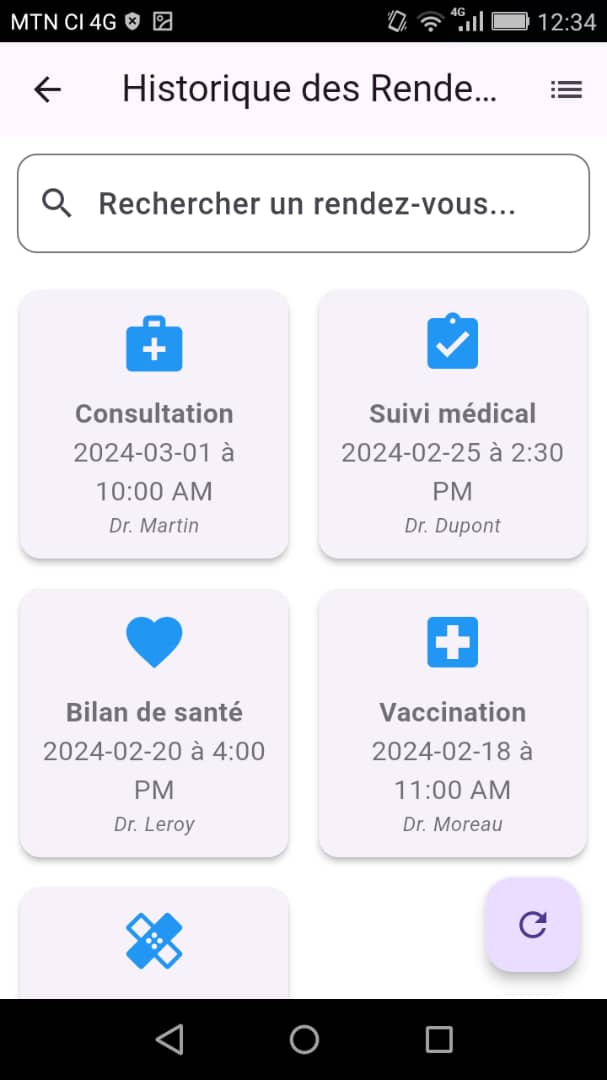 MTN CI 4G 4G 12:34
Historique des Rende...
Rechercher un rendez-vous...
Consultation
2024-03-01 à
10:00 AM
Dr. Martin
Suivi médical
2024-02-25 à 2:30
PM
Dr. Dupont
Bilan de santé
2024-02-20 à 4:00
PM
Dr. Leroy
Vaccination
2024-02-18 à
11:00 AM
Dr. Moreau